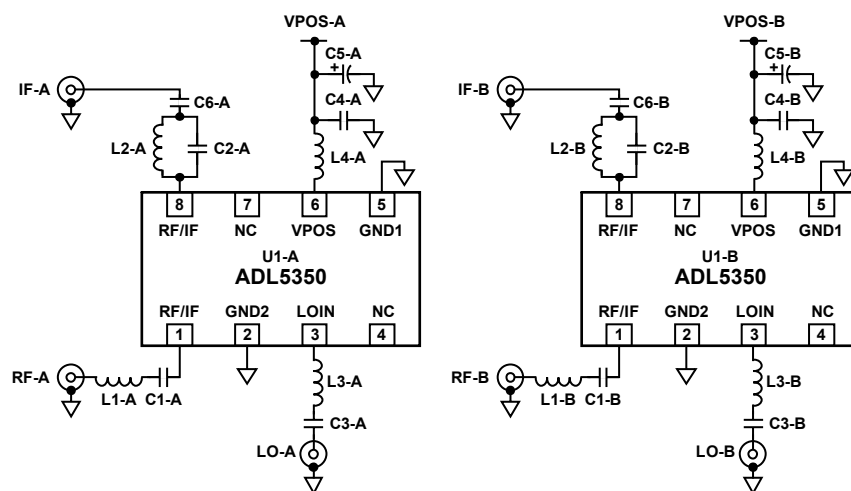 VPOS-A
C5-A
+
IF-A
C6-A
C4-A
L2-A
C2-A
L4-A
8
7
6
5
RF/IF
NC
VPOS
GND1
U1-A
ADL5350
RF/IF
GND2
LOIN
NC
1
2
3
4
RF-A
L1-A
C1-A
L3-A
C3-A
LO-A
VPOS-B
C5-B
+
IF-B
C6-B
C4-B
L2-B
C2-B
L4-B
8
7
6
5
RF/IF
NC
VPOS
GND1
U1-B
ADL5350
RF/IF
GND2
LOIN
NC
1
2
3
4
RF-B
L1-B
C1-B
L3-B
C3-B
LO-B